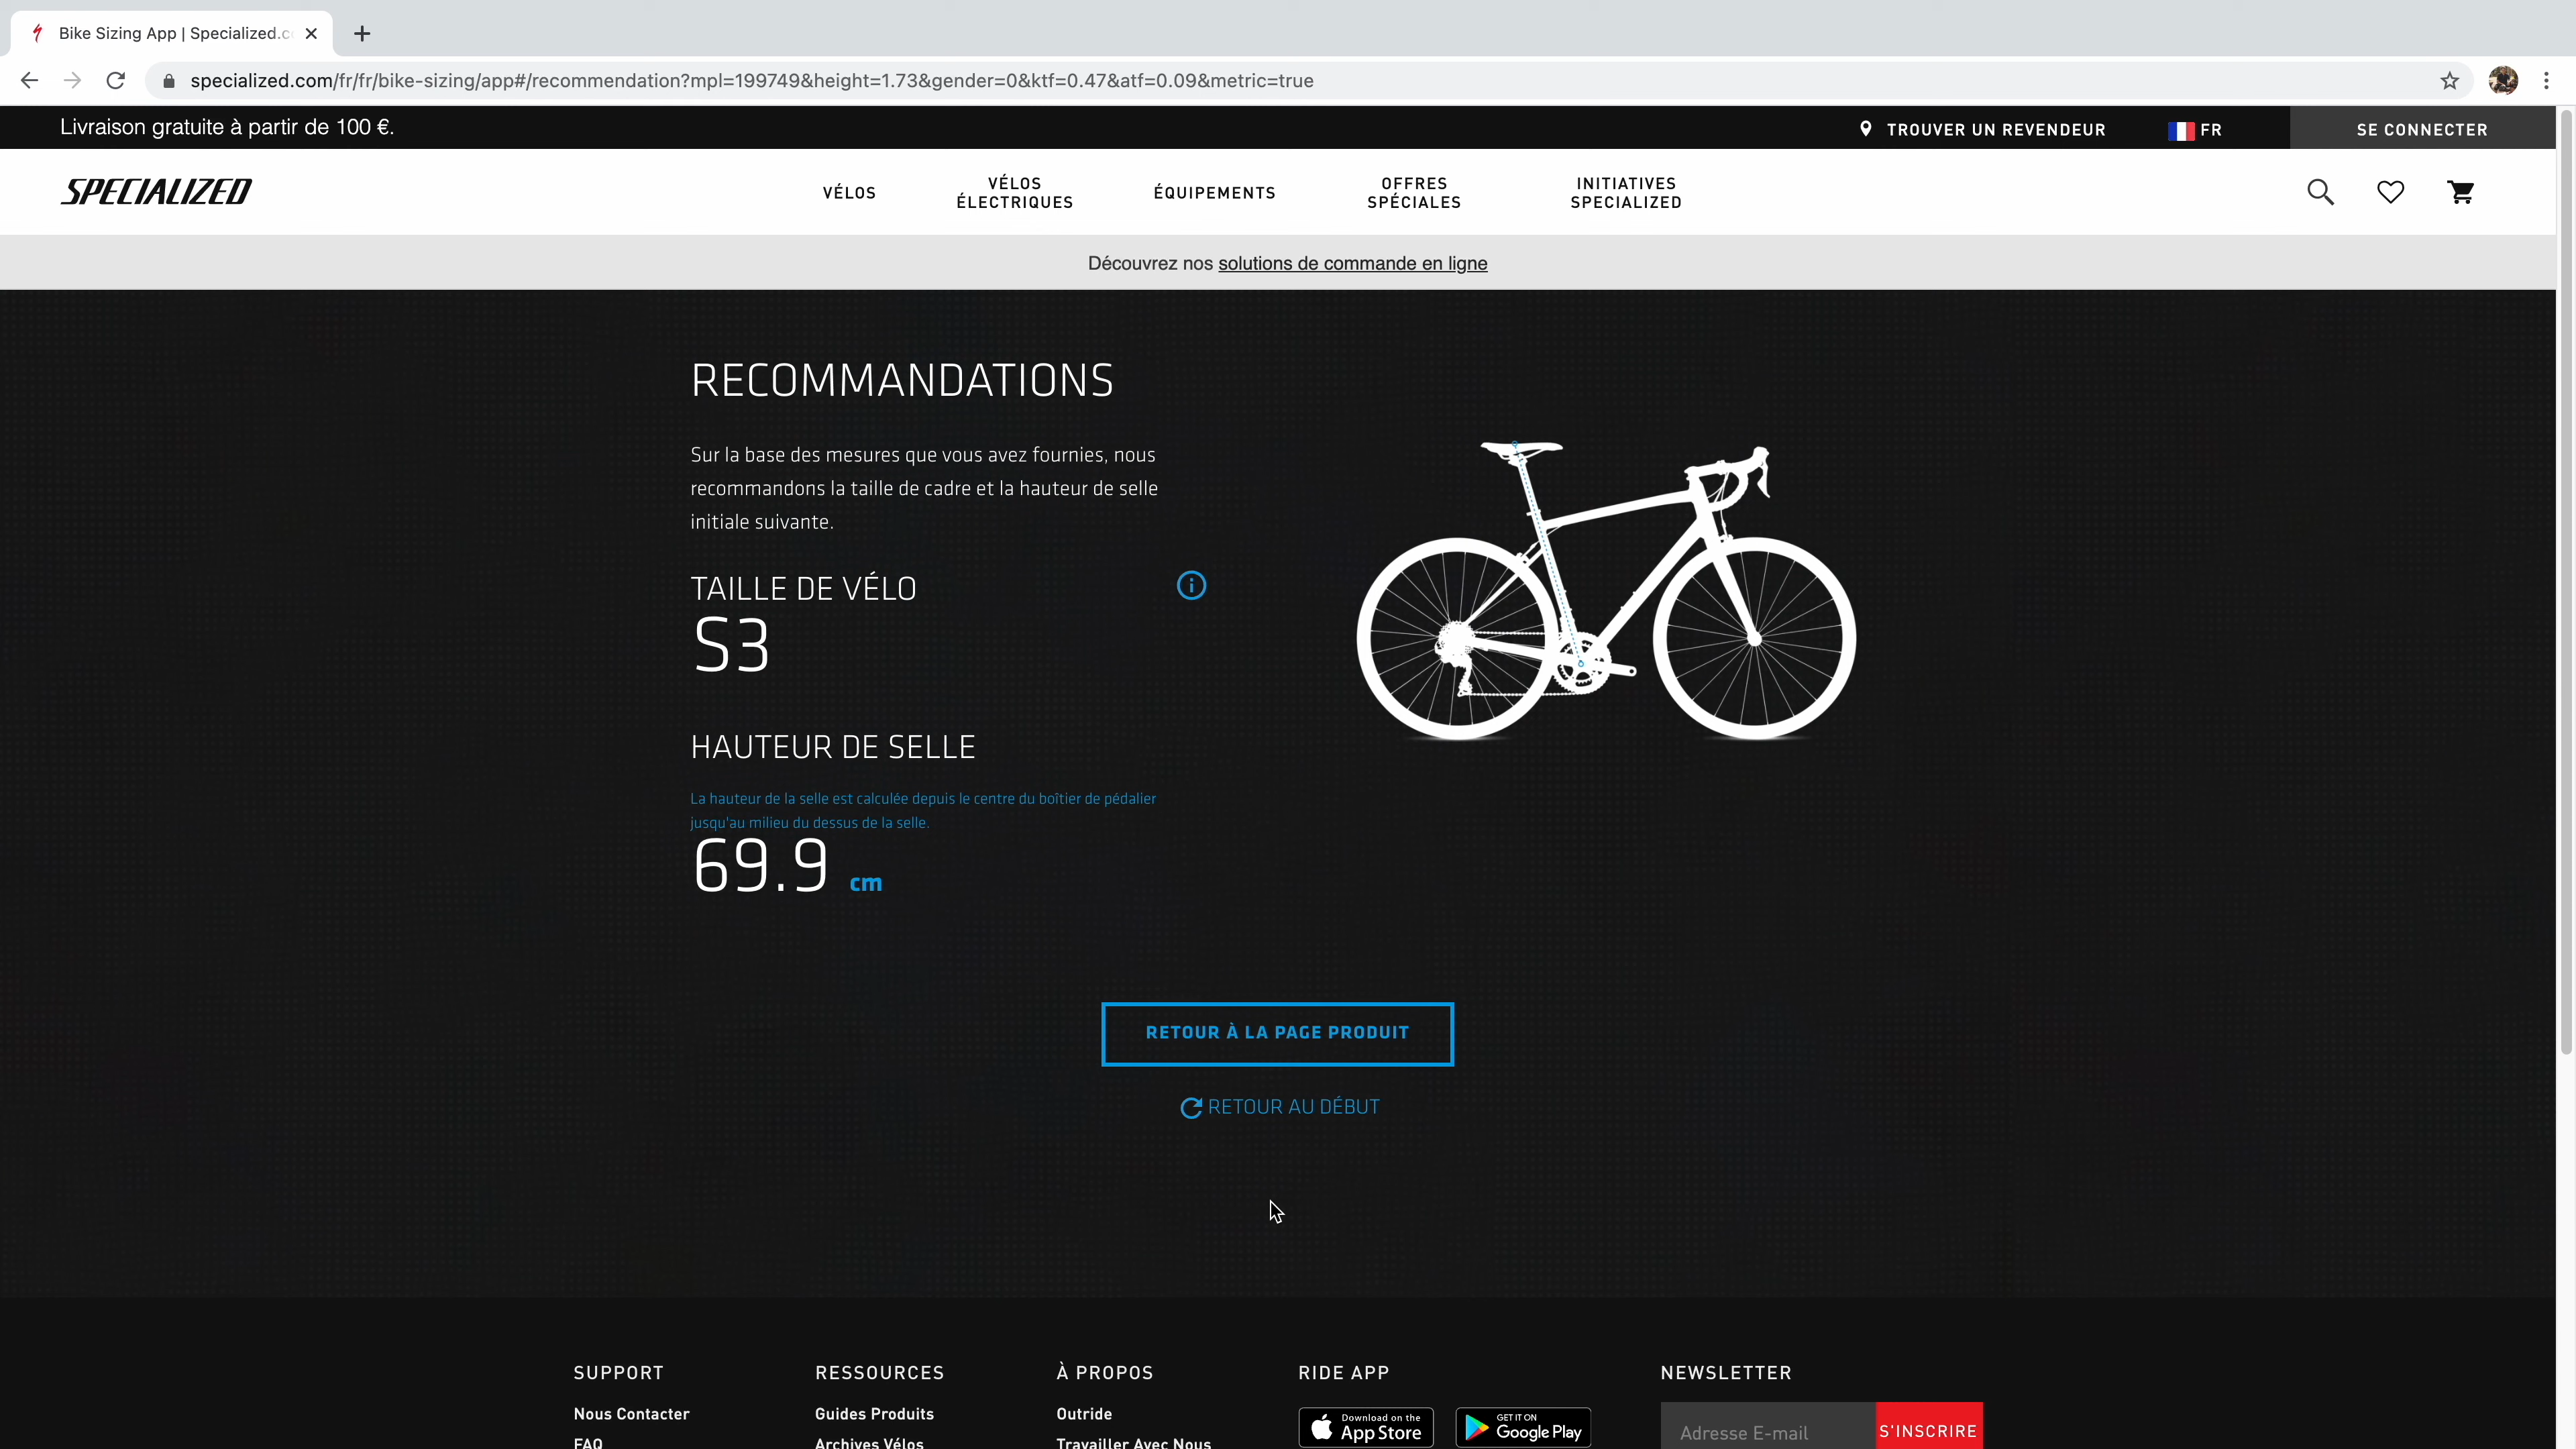 Bike Sizing App | Specialized.c
specialized.com/fr/fr/bike-sizing/app#/recommendation?mpl=199749&height=1.73&gender=0&ktf=0.47&atf=0.09&metric=true
Livraison gratuite à partir de 100 €.
TROUVER UN REVENDEUR
FR
SE CONNECTER
SPECIALIZED
VÉLOS
VÉLOS
ÉLECTRIQUES
ÉQUIPEMENTS
OFFRES
SPÉCIALES
INITIATIVES
SPECIALIZED
Découvrez nos solutions de commande en ligne
RECOMMANDATIONS
Sur la base des mesures que vous avez fournies, nous
recommandons la taille de cadre et la hauteur de selle
initiale suivante.
TAILLE DE VÉLO
S3
HAUTEUR DE SELLE
La hauteur de la selle est calculée depuis le centre du boîtier de pédalier
jusqu'au milieu du dessus de la selle.
69.9 cm
RETOUR À LA PAGE PRODUIT
RETOUR AU DÉBUT
SUPPORT
Nous Contacter
FAQ
RESSOURCES
Guides Produits
Archives Vélos
À PROPOS
Outride
Travailler Avec Nous
RIDE APP
Download on the
App Store
GET IT ON
Google Play
NEWSLETTER
Adresse E-mail
S'INSCRIRE